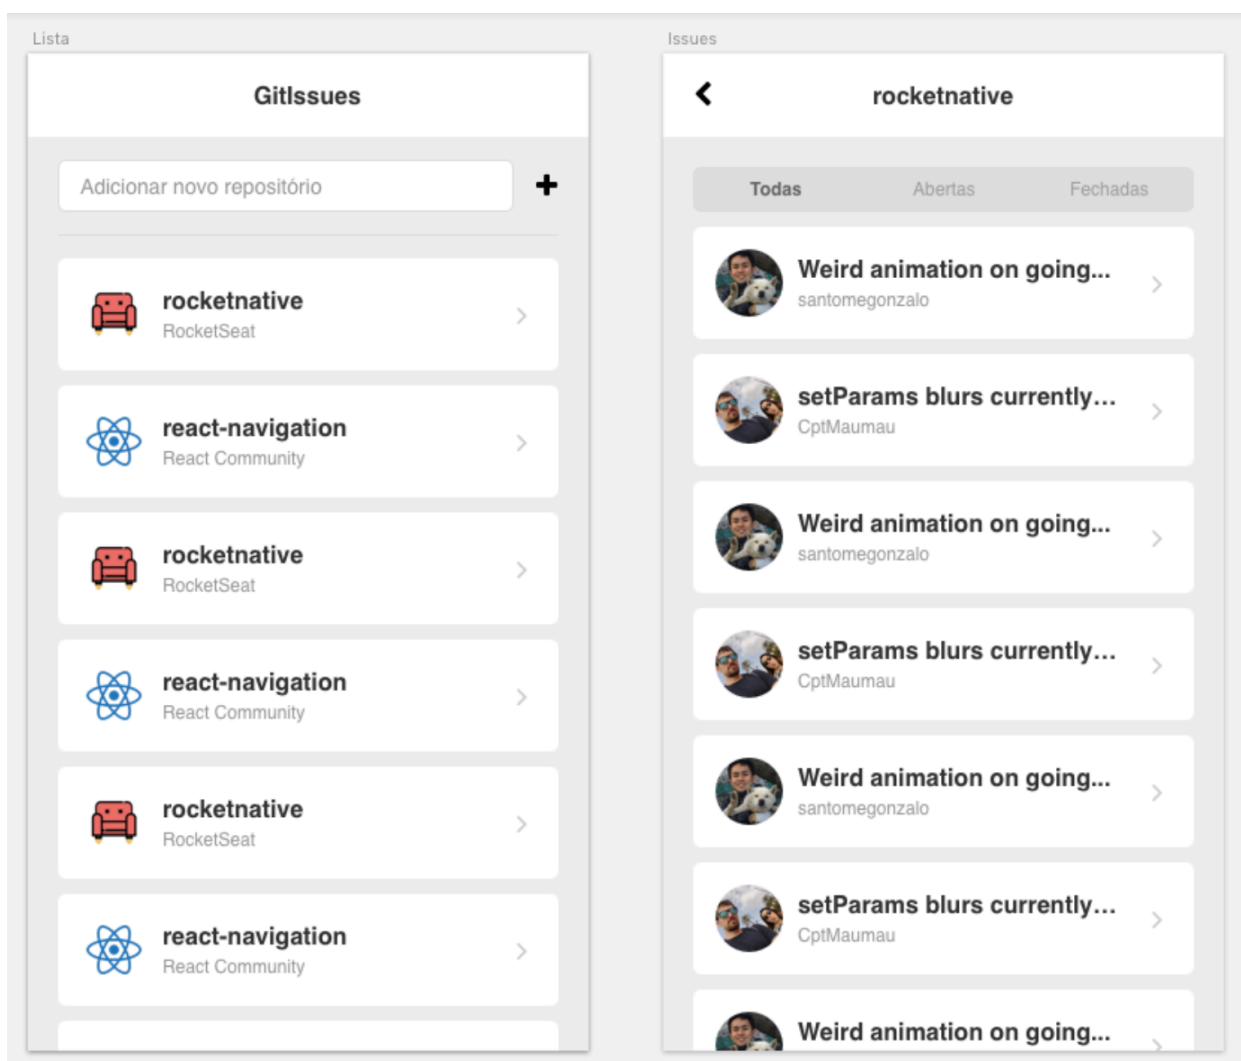 Lista
GitIssues
Adicionar novo repositório
rocketnative
RocketSeat
react-navigation
React Community
rocketnative
RocketSeat
react-navigation
React Community
rocketnative
RocketSeat
react-navigation
React Community
Issues
rocketnative
Todas Abertas Fechadas
Weird animation on going...
santomegonzalo
setParams blurs currently...
CptMaumau
Weird animation on going...
santomegonzalo
setParams blurs currently...
CptMaumau
Weird animation on going...
santomegonzalo
setParams blurs currently...
CptMaumau
Weird animation on going...